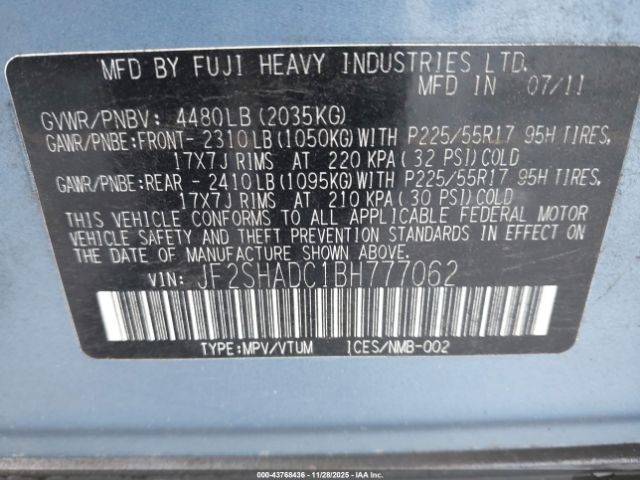 MFD BY FUJI HEAVY INDUSTRIES LTD.
MFD IN 07/11
GVWR/PNBV: 4480LB(2035KG)
GAWR/PNBE:FRONT-2310LB(1050KG)WITH P225/55R17 95H TIRES,
17X7J RIMS AT 220 KPA(32 PSI)COLD
GAWR/PNBE:REAR -2410LB(1095KG)WITH P225/55R17 95H TIRES,
17X7J RIMS AT 210 KPA(30 PSI)COLD
THIS VEHICLE CONFORMS TO ALL APPLICABLE FEDERAL MOTOR
VEHICLE SAFETY AND THEFT PREVENTION STANDARDS IN EFFECT
ON THE DATE OF MANUFACTURE SHOWN ABOVE.
VIN: JF2SHADC1BH777062
TYPE:MPV/VTUM ICES/NMB-002
000-43768436 - 11/28/2025 - IAAI.COM